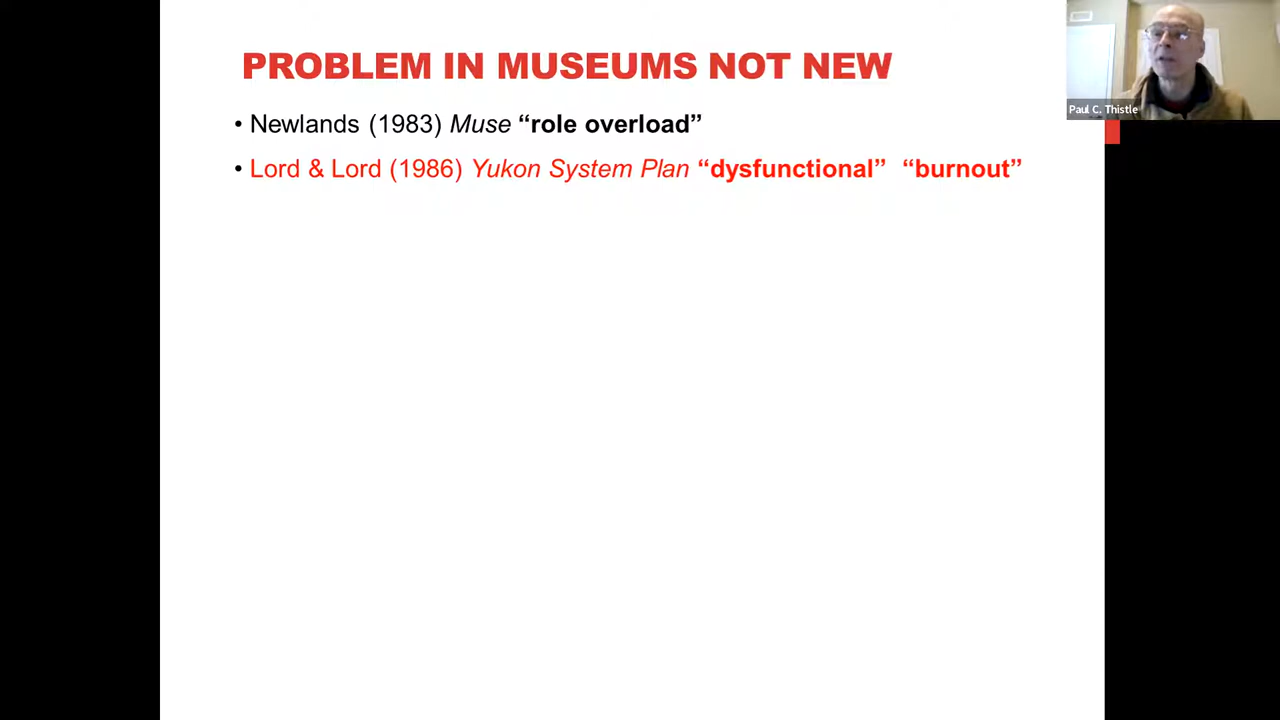 PROBLEM IN MUSEUMS NOT NEW
• Newlands (1983) Muse “role overload”
• Lord & Lord (1986) Yukon System Plan “dysfunctional” “burnout”
Paul C. Thistle